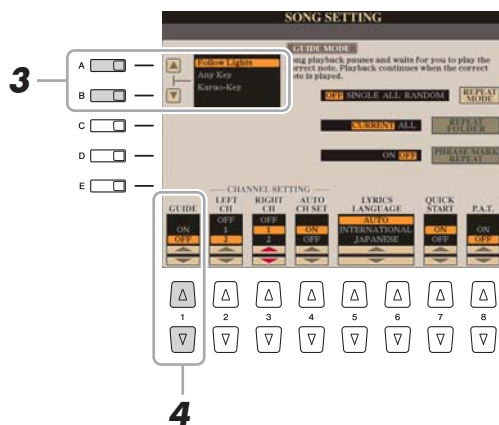 SONG SETTING
GUIDE MODE
3
A
B
C
D
E
Follow Lights
Any Key
Karao-Key
ong playback pauses and waits for you to play the
orrect note. Playback continues when the correct
ote is played.
OFF SINGLE ALL RANDOM
REPEAT
MODE
CURRENT ALL
REPEAT
FOLDER
ON OFF
PHRASE MARK
REPEAT
CHANNEL SETTING
GUIDE
ON
OFF
LEFT
CH
OFF
1
2
RIGHT
CH
OFF
1
2
AUTO
CH SET
ON
OFF
LYRICS
LANGUAGE
AUTO
INTERNATIONAL
JAPANESE
QUICK
START
ON
OFF
P.A.T.
ON
OFF
1 2 3 4 5 6 7 8
4